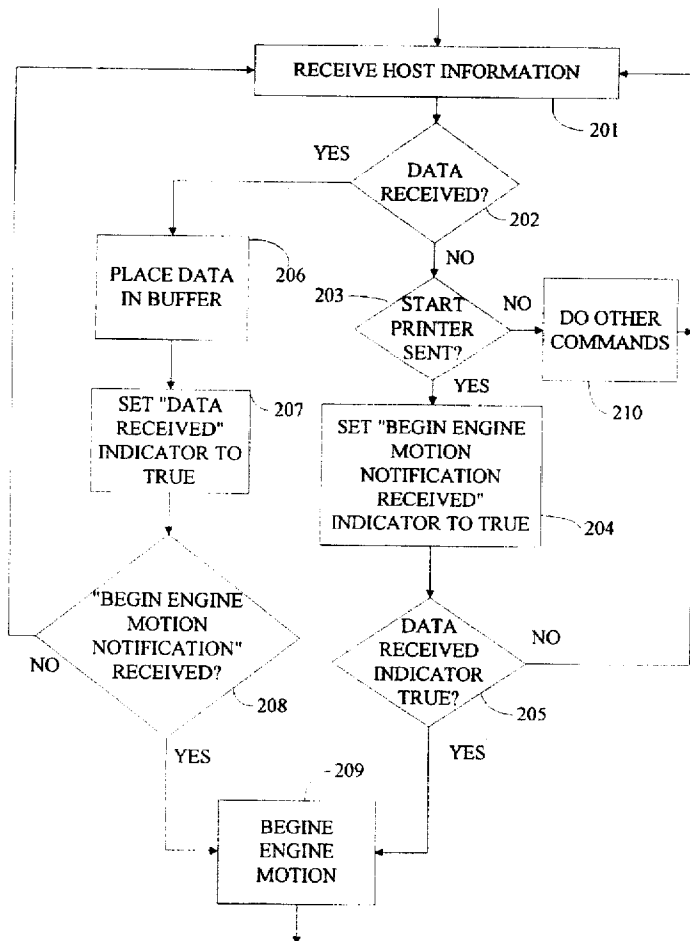 RECEIVE HOST INFORMATION
201
YES
DATA
RECEIVED?
202
NO
206
PLACE DATA
IN BUFFER
203
START
PRINTER
SENT?
NO
DO OTHER
COMMANDS
210
YES
207
SET "DATA
RECEIVED"
INDICATOR TO
TRUE
SET "BEGIN ENGINE
MOTION
NOTIFICATION
RECEIVED"
INDICATOR TO TRUE
204
"BEGIN ENGINE
MOTION
NOTIFICATION"
RECEIVED?
NO
208
YES
DATA
RECEIVED
INDICATOR
TRUE?
NO
205
YES
209
BEGINE
ENGINE
MOTION